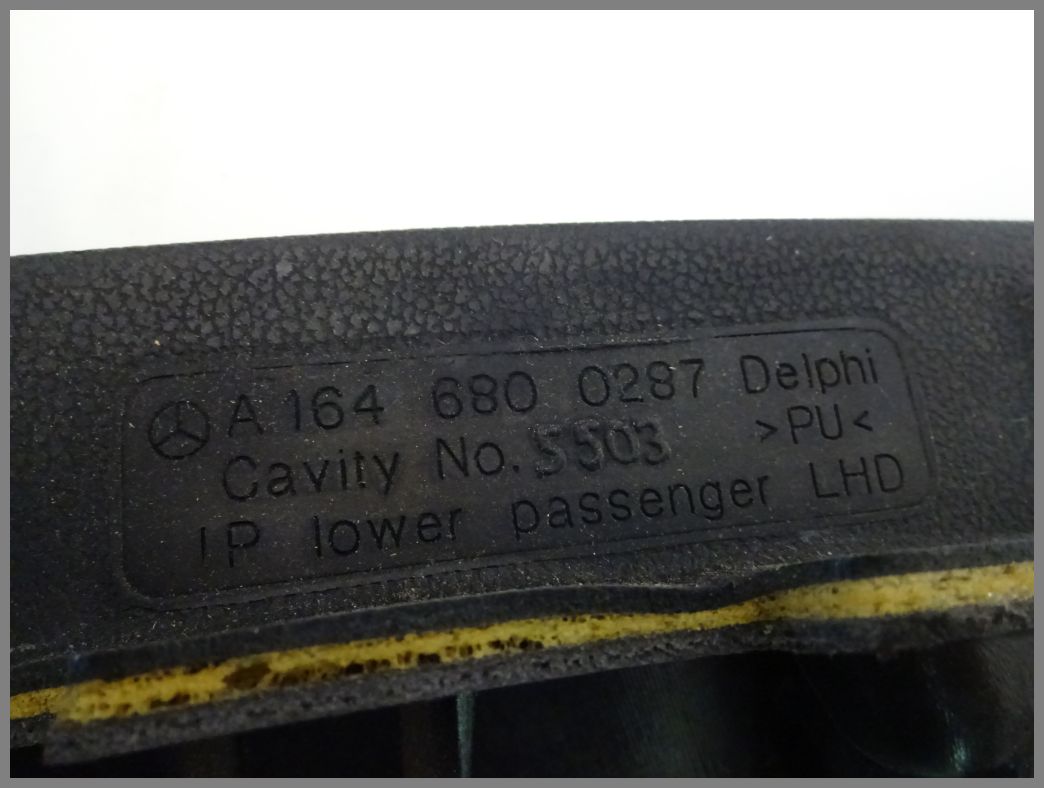 A 164 680 0287 Delphi
Cavity No. 5503 >PU<
IP lower passenger LHD